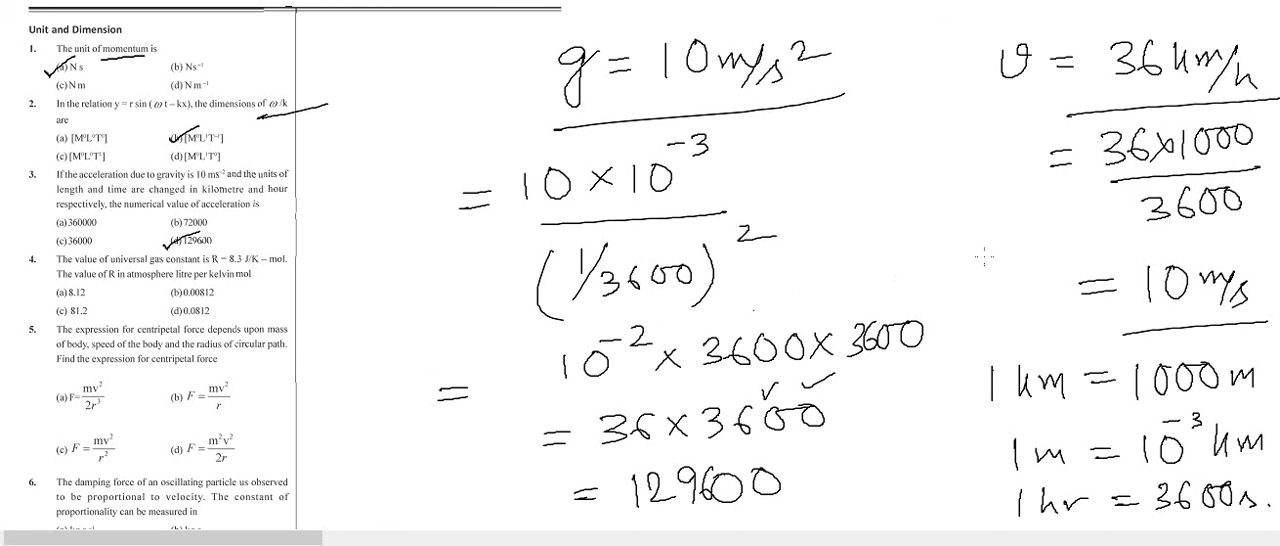 Unit and Dimension
1. The unit of momentum is
(a) N s (b) Ns⁻¹
(c) N m (d) N m⁻¹
2. In the relation y = r sin ( ω t – kx), the dimensions of ω /k
are
(a) [M⁰L⁰T⁰] (b) [M⁰L¹T⁻¹]
(c) [M⁰L⁰T¹] (d) [M⁰L¹T⁰]
3. If the acceleration due to gravity is 10 ms⁻² and the units of
length and time are changed in kilometre and hour
respectively, the numerical value of acceleration is
(a) 360000 (b) 72000
(c) 36000 (d) 129600
4. The value of universal gas constant is R = 8.3 J/K – mol.
The value of R in atmosphere litre per kelvin mol
(a) 8.12 (b) 0.00812
(c) 81.2 (d) 0.0812
5. The expression for centripetal force depends upon mass
of body, speed of the body and the radius of circular path.
Find the expression for centripetal force
(a) F = mv²/2r³ (b) F = mv²/r
(c) F = mv²/r² (d) F = m²v²/2r
6. The damping force of an oscillating particle us observed
to be proportional to velocity. The constant of
proportionality can be measured in
g = 10 m/s²
= 10 × 10⁻³
(1/3600)²
= 10⁻² × 3600 × 3600
= 36 × 3600
= 129600
v = 36 km/h
= 36×1000
3600
= 10 m/s
1 km = 1000 m
1 m = 10⁻³ km
1 hr = 3600 s.